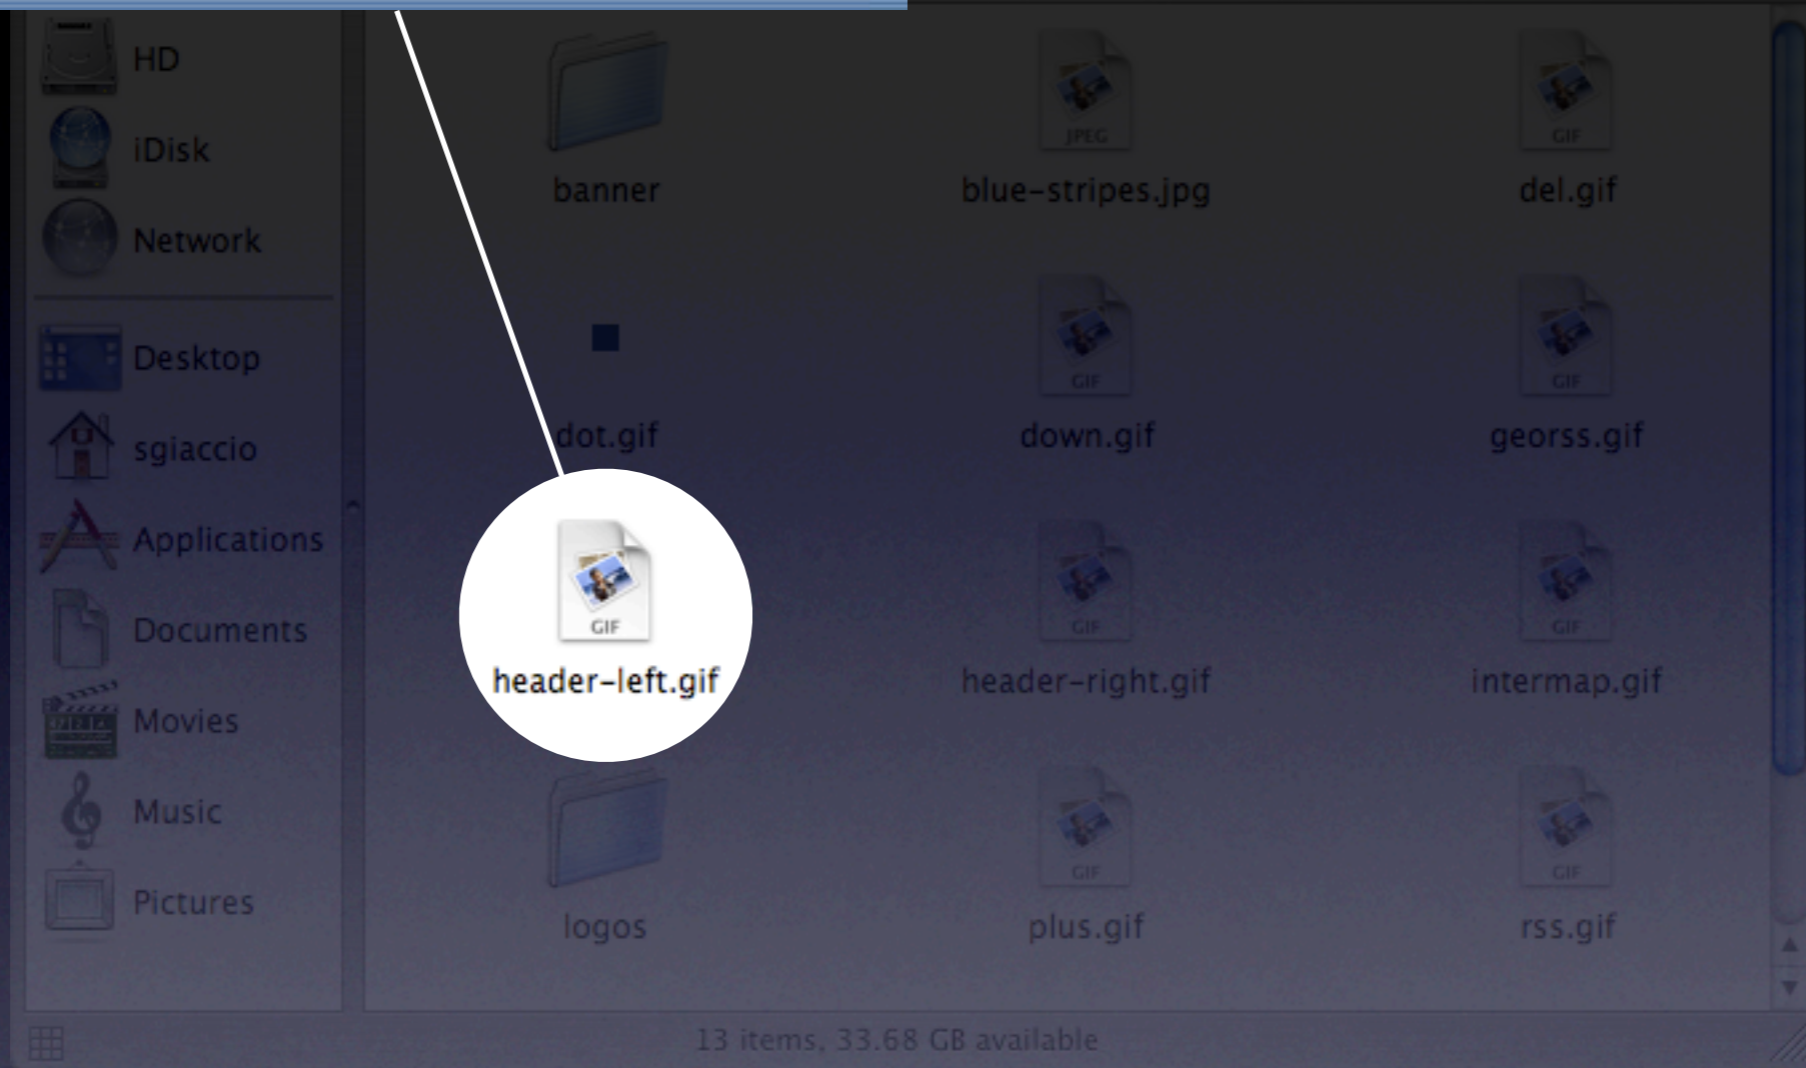 HD
iDisk
Network
Desktop
sgiaccio
Applications
Documents
Movies
Music
Pictures
JPEG
GIF
banner
blue-stripes.jpg
del.gif
GIF
GIF
dot.gif
down.gif
georss.gif
GIF
GIF
GIF
header-left.gif
header-right.gif
intermap.gif
GIF
GIF
logos
plus.gif
rss.gif
13 items, 33.68 GB available